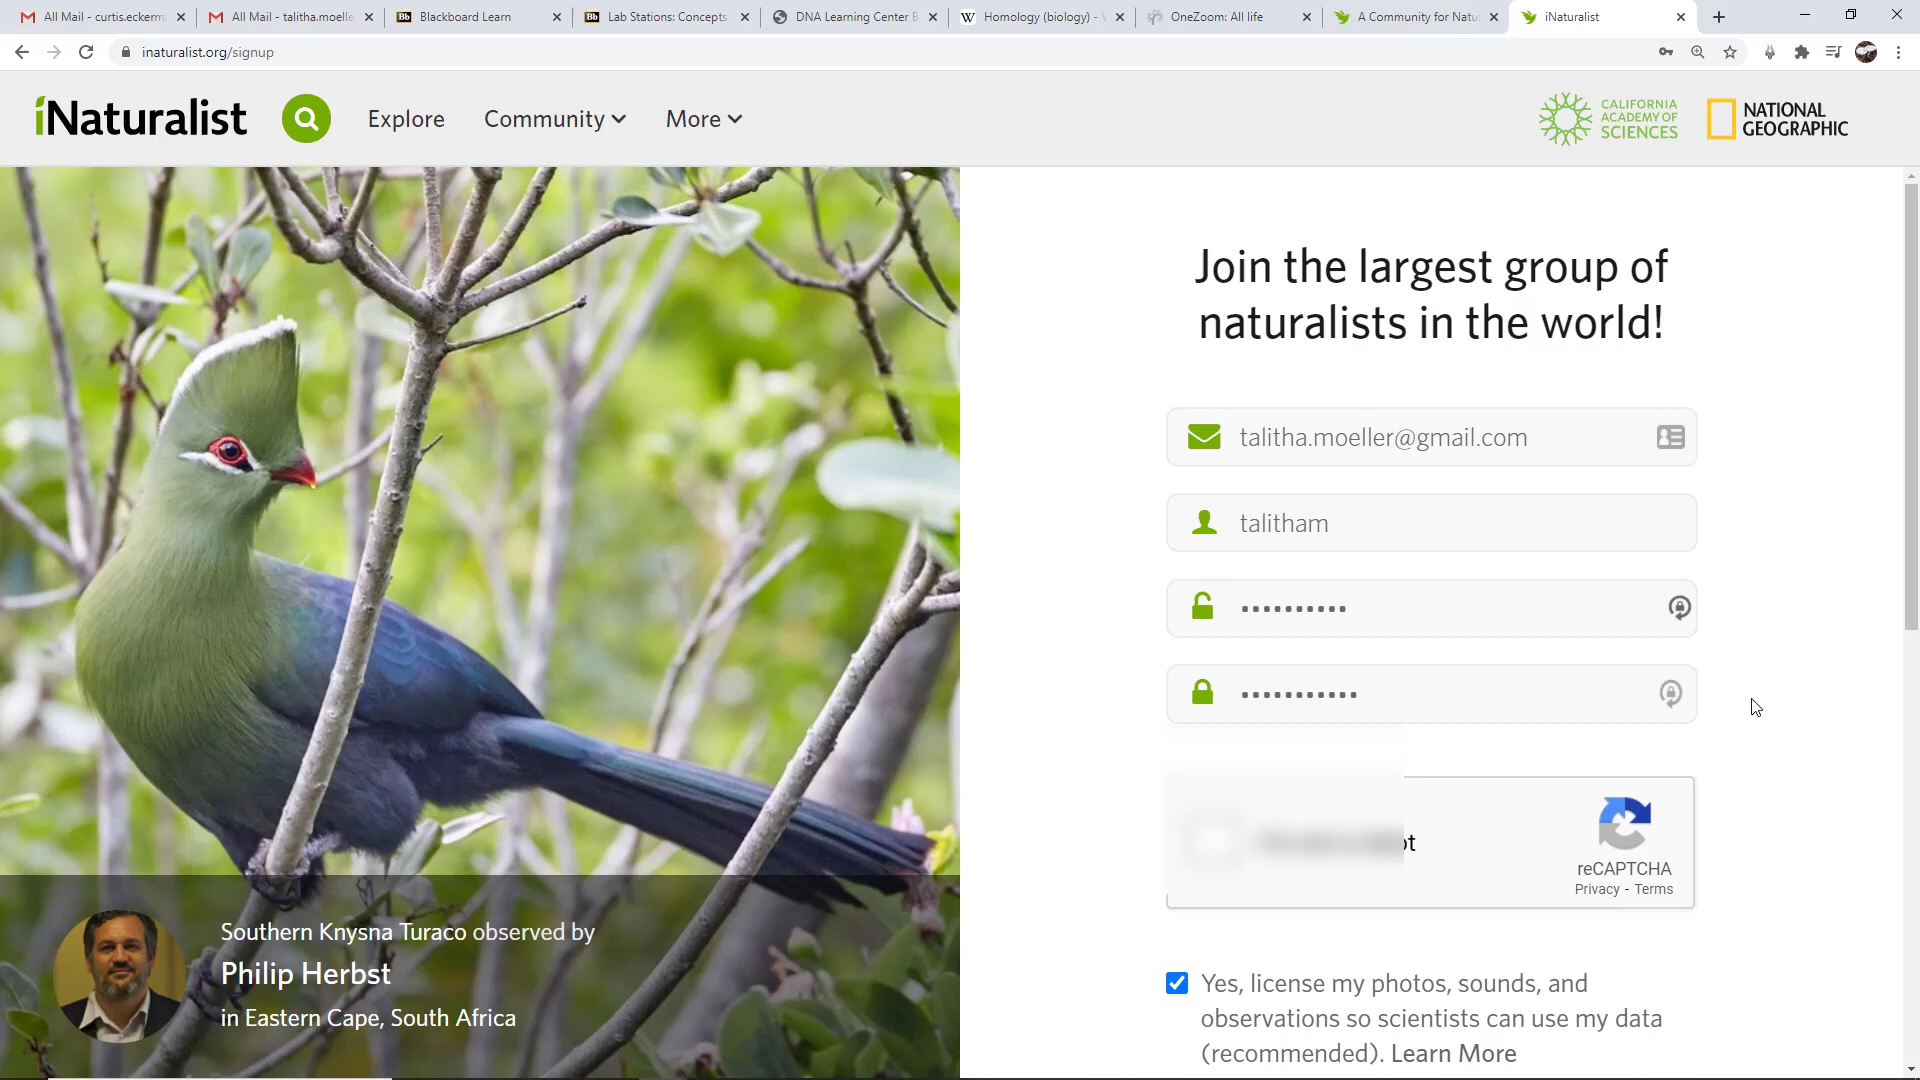 All Mail - curtis.eckerm
All Mail - talitha.moelle
Blackboard Learn
Lab Stations: Concepts
DNA Learning Center B
Homology (biology) -
OneZoom: All life
A Community for Natu
iNaturalist
inaturalist.org/signup
iNaturalist
Explore
Community
More
CALIFORNIA
ACADEMY OF
SCIENCES
NATIONAL
GEOGRAPHIC
Join the largest group of
naturalists in the world!
talitha.moeller@gmail.com
talitham
••••••••••
•••••••••••
reCAPTCHA
Privacy - Terms
Yes, license my photos, sounds, and
observations so scientists can use my data
(recommended). Learn More
Southern Knysna Turaco observed by
Philip Herbst
in Eastern Cape, South Africa